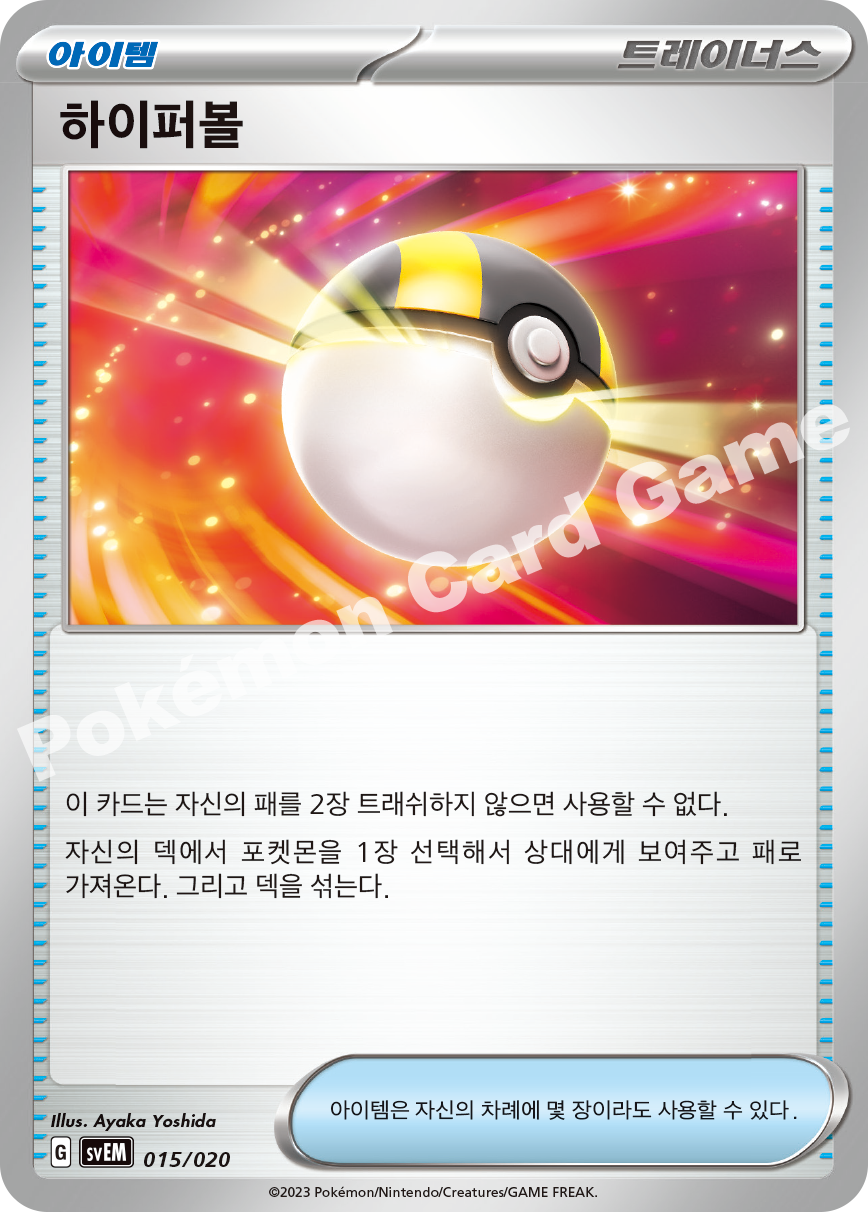 아이템
트레이너스
하이퍼볼
Pokémon Card Game
이 카드는 자신의 패를 2장 트래쉬하지 않으면 사용할 수 없다.
자신의 덱에서 포켓몬을 1장 선택해서 상대에게 보여주고 패로
가져온다. 그리고 덱을 섞는다.
아이템은 자신의 차례에 몇 장이라도 사용할 수 있다.
Illus. Ayaka Yoshida
G svEM 015/020
©2023 Pokémon/Nintendo/Creatures/GAME FREAK.